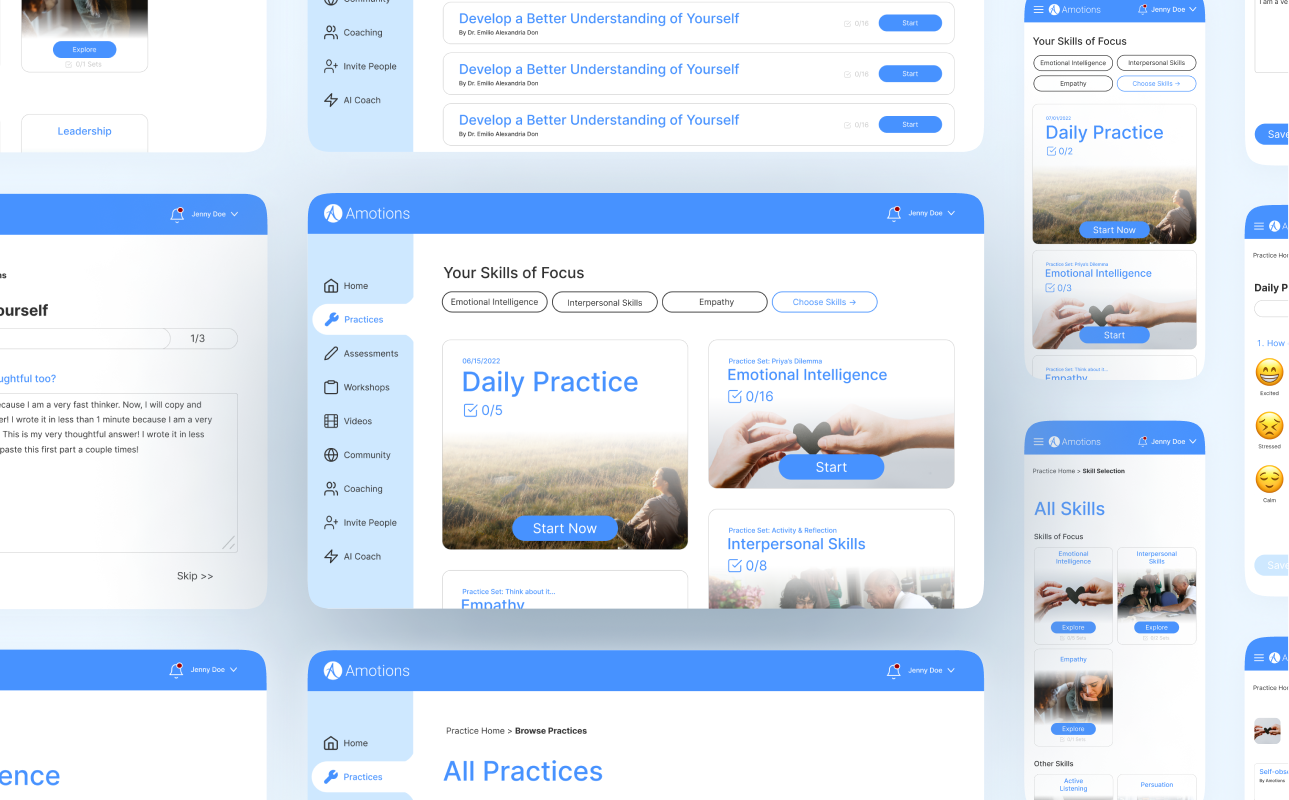 Explore
0/1 Sets
Leadership
Community
Coaching
Invite People
AI Coach
Develop a Better Understanding of Yourself
By Dr. Emilio Alexandria Don
0/16
Start
Develop a Better Understanding of Yourself
By Dr. Emilio Alexandria Don
0/16
Start
Develop a Better Understanding of Yourself
By Dr. Emilio Alexandria Don
0/16
Start
Amotions
Jenny Doe
Your Skills of Focus
Emotional Intelligence
Interpersonal Skills
Empathy
Choose Skills →
07/01/2022
Daily Practice
0/2
Start Now
Practice Set: Priya's Dilemma
Emotional Intelligence
0/3
Start
Practice Set: Think about it...
Empathy
I am a ve
Save
Jenny Doe
ns
ourself
1/3
ughtful too?
cause I am a very fast thinker. Now, I will copy and
er! I wrote it in less than 1 minute because I am a very
This is my very thoughtful answer! I wrote it in less
paste this first part a couple times!
Skip >>
Amotions
Jenny Doe
Home
Practices
Assessments
Workshops
Videos
Community
Coaching
Invite People
AI Coach
Your Skills of Focus
Emotional Intelligence
Interpersonal Skills
Empathy
Choose Skills →
06/15/2022
Daily Practice
0/5
Start Now
Practice Set: Priya's Dilemma
Emotional Intelligence
0/16
Start
Practice Set: Think about it...
Empathy
Practice Set: Activity & Reflection
Interpersonal Skills
0/8
A
Practice Ho
Daily P
1. How
Excited
Stressed
Calm
Save
Amotions
Jenny Doe
Practice Home > Skill Selection
All Skills
Skills of Focus
Emotional
Intelligence
Explore
Interpersonal
Skills
Explore
Empathy
Explore
0/1 Sets
Other Skills
Active
Listening
Persuation
Jenny Doe
ence
Amotions
Jenny Doe
Home
Practices
Practice Home > Browse Practices
All Practices
A
Practice Ho
Self-obs
By Amotions